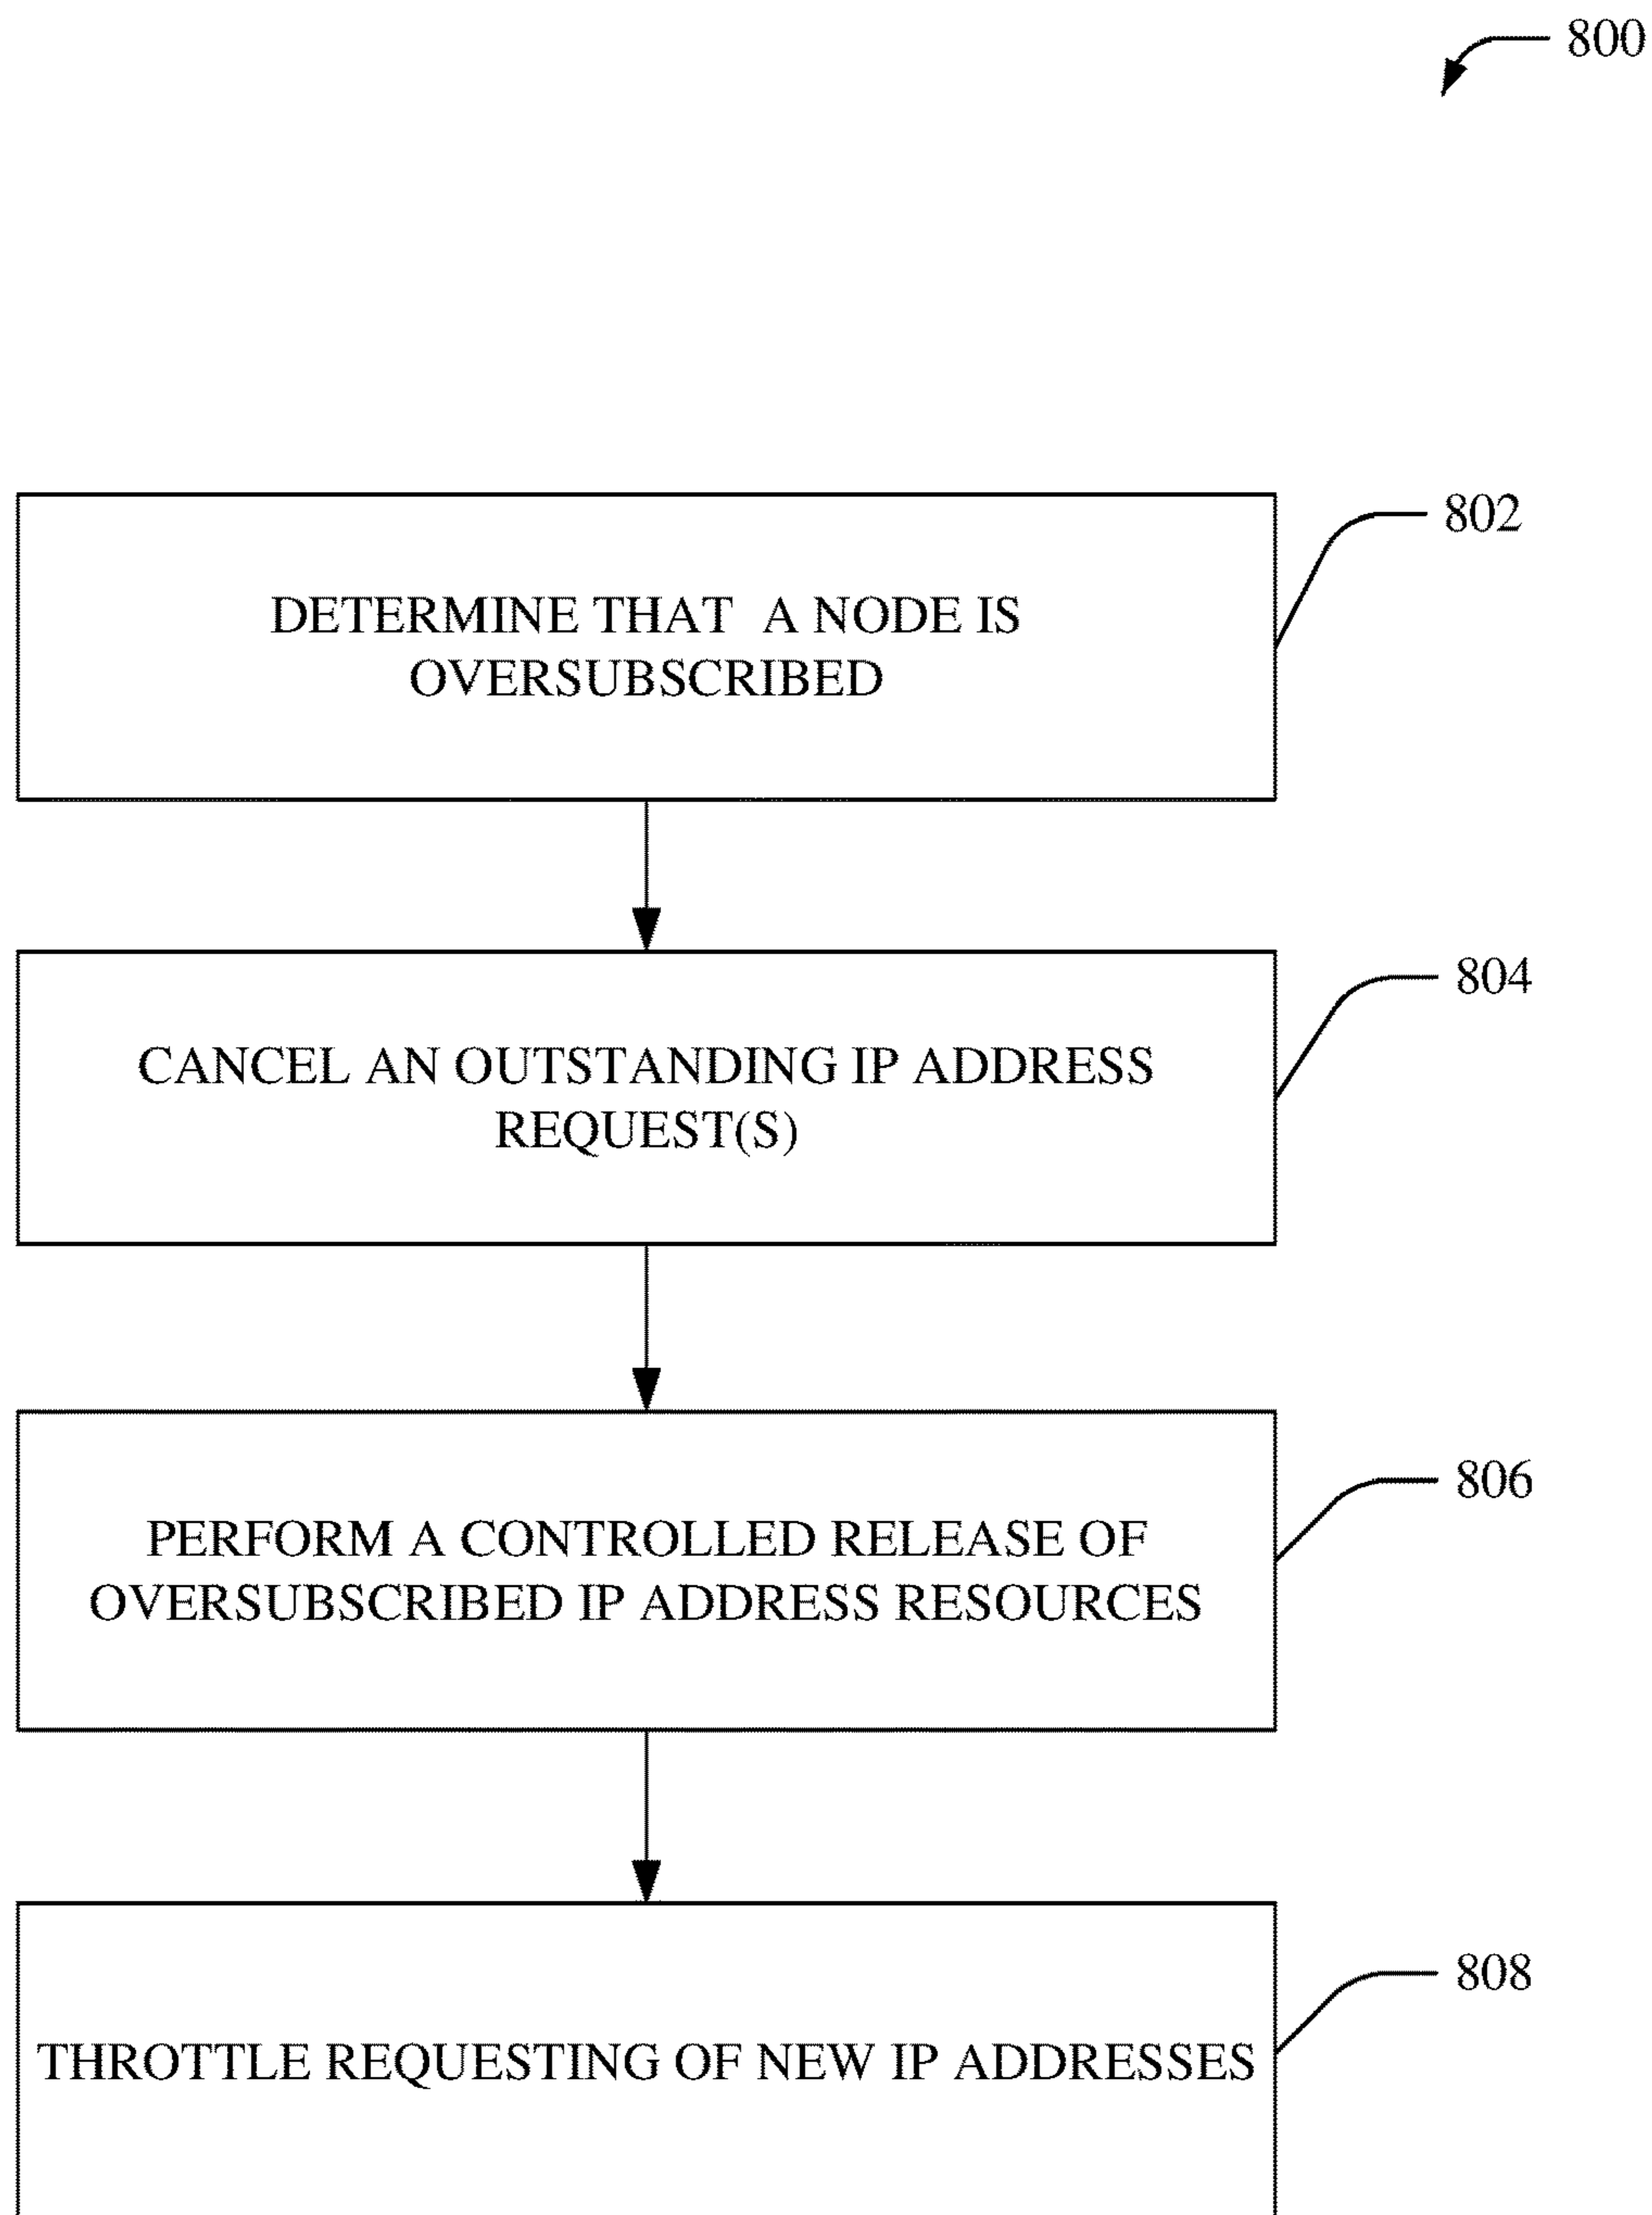 800
802
DETERMINE THAT A NODE IS
OVERSUBSCRIBED
804
CANCEL AN OUTSTANDING IP ADDRESS
REQUEST(S)
806
PERFORM A CONTROLLED RELEASE OF
OVERSUBSCRIBED IP ADDRESS RESOURCES
808
THROTTLE REQUESTING OF NEW IP ADDRESSES